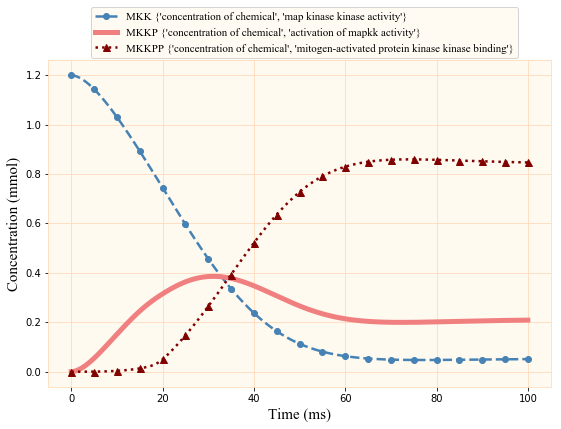 MKK {'concentration of chemical', 'map kinase kinase activity'}
MKKP {'concentration of chemical', 'activation of mapkk activity'}
MKKPP {'concentration of chemical', 'mitogen-activated protein kinase kinase binding'}
1.2
1.0
0.8
0.6
0.4
0.2
0.0
Concentration (mmol)
0 20 40 60 80 100
Time (ms)